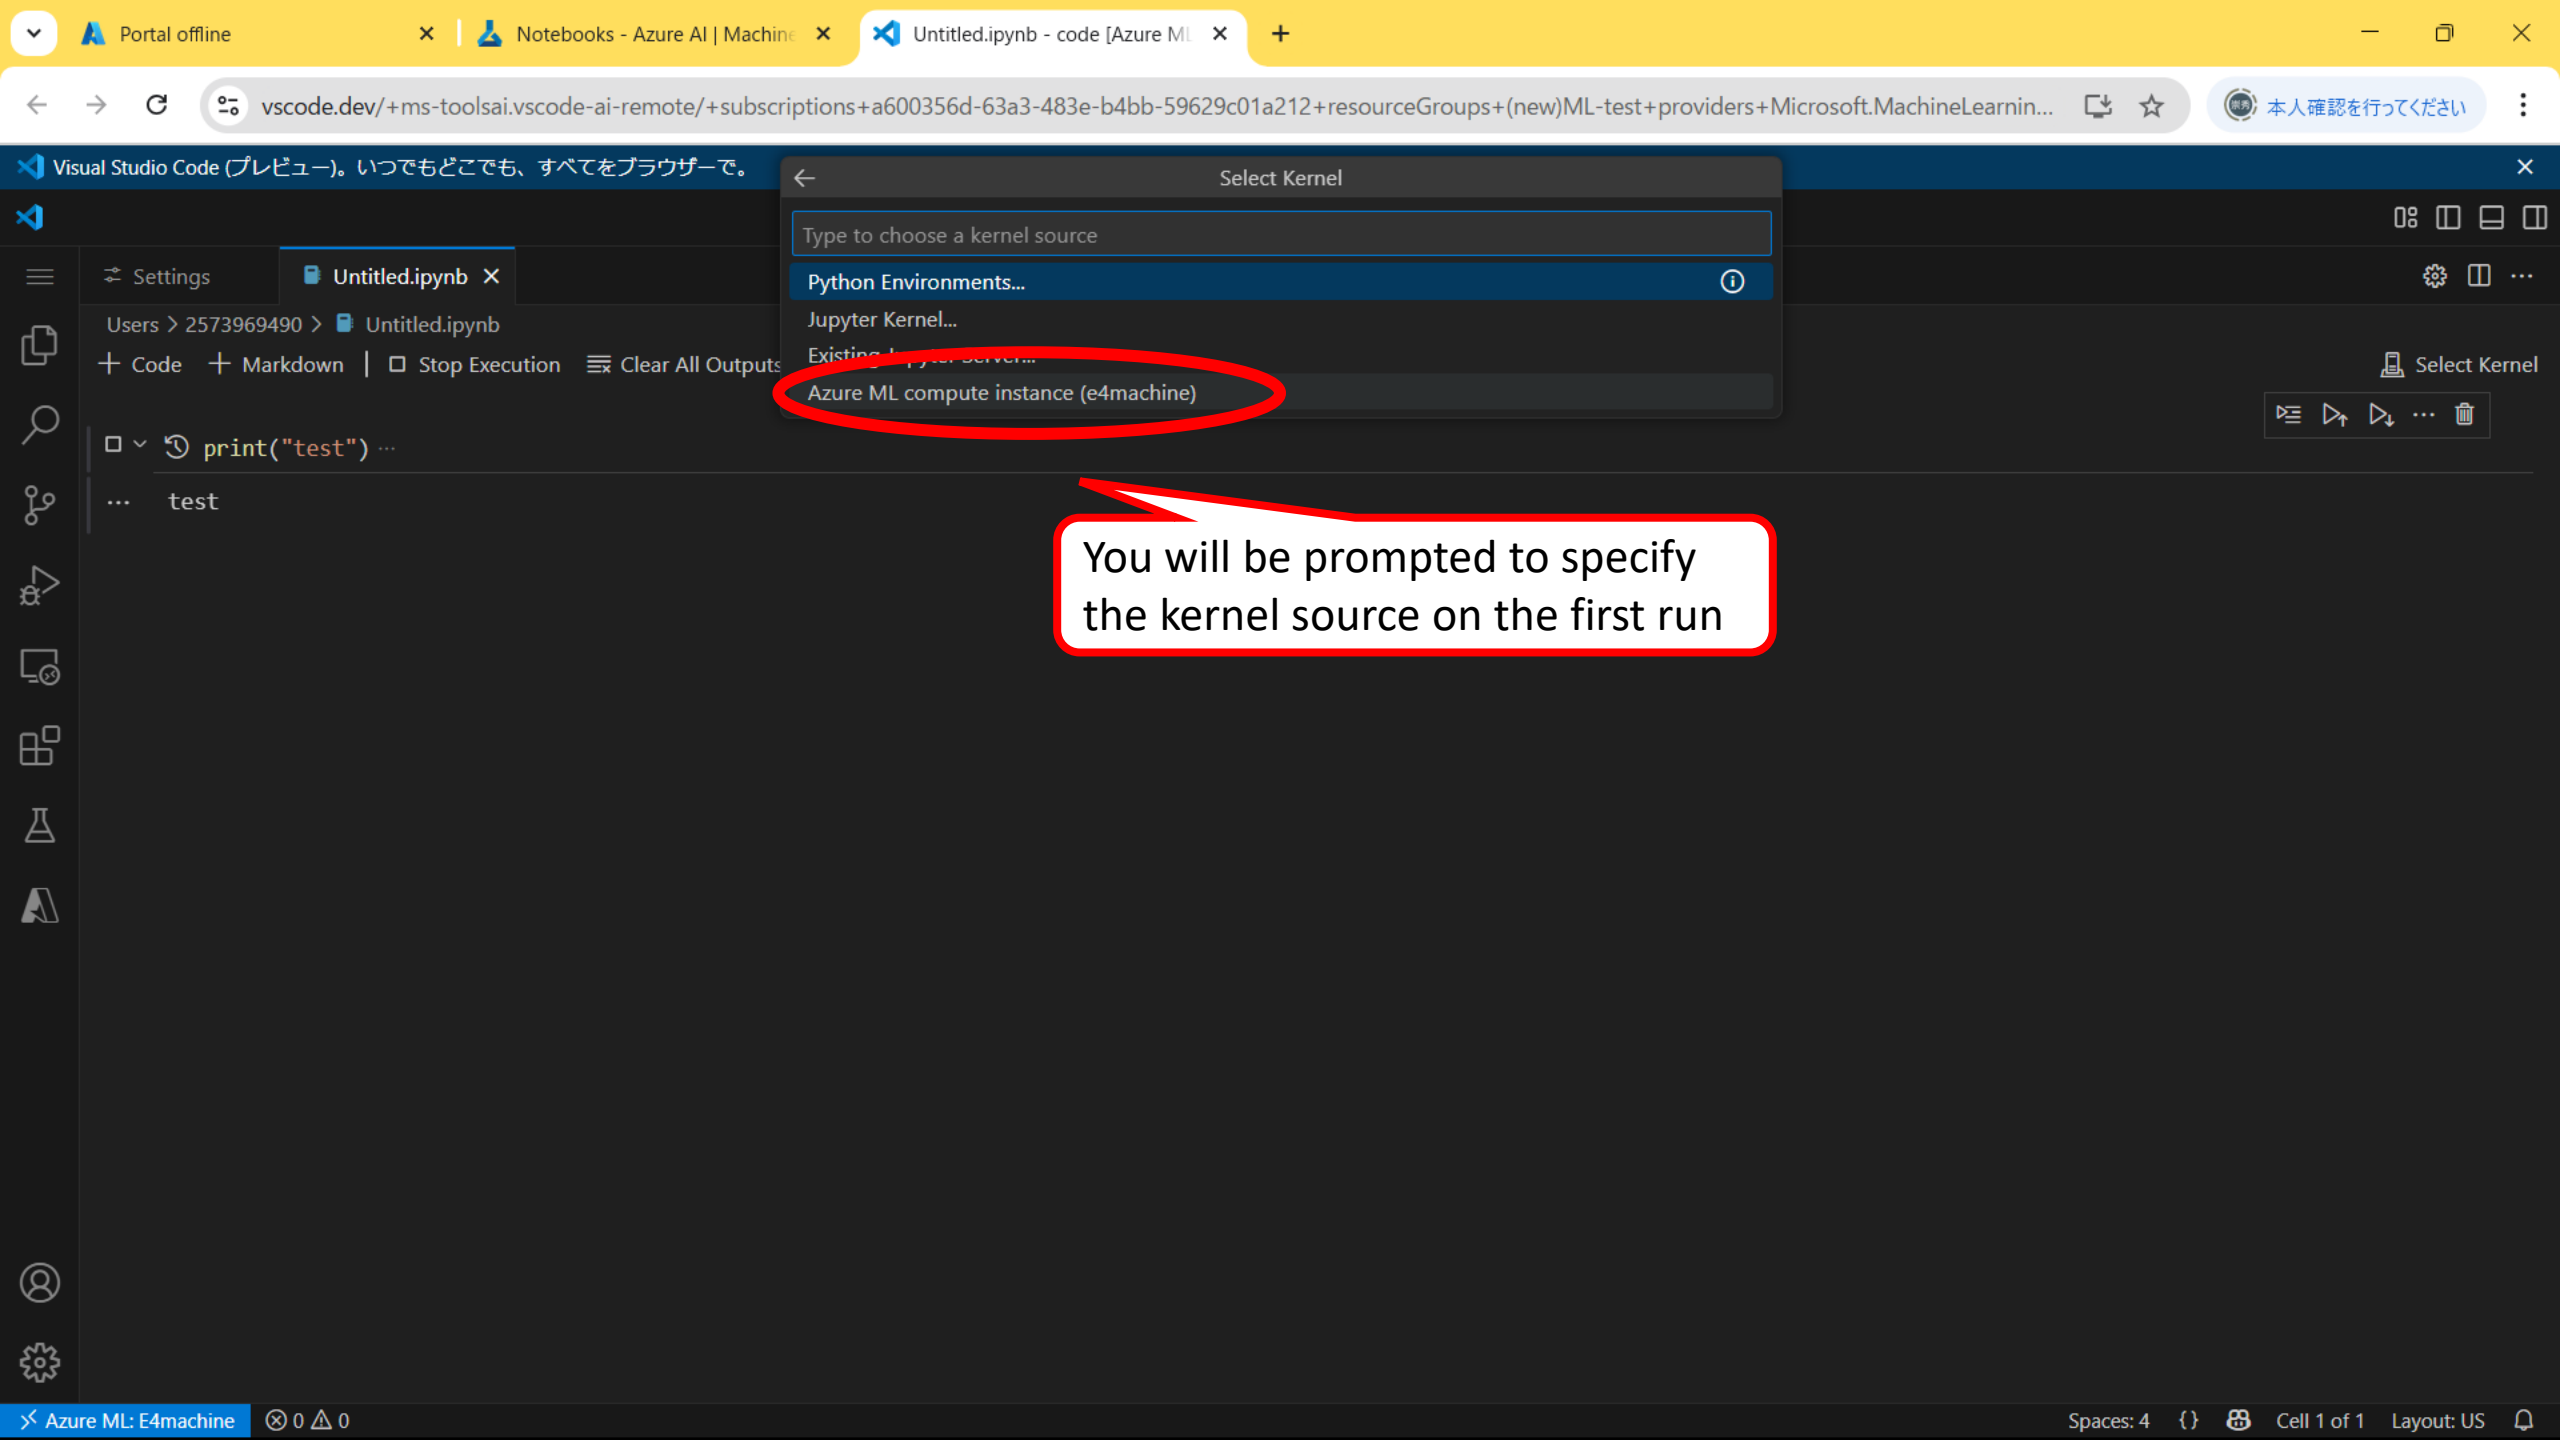 Portal offline
Notebooks - Azure AI | Machine
Untitled.ipynb - code [Azure ML
vscode.dev/+ms-toolsai.vscode-ai-remote/+subscriptions+a600356d-63a3-483e-b4bb-59629c01a212+resourceGroups+(new)ML-test+providers+Microsoft.MachineLearnin...
本人確認を行ってください
Visual Studio Code (プレビュー)。いつでもどこでも、すべてをブラウザーで。
Select Kernel
Type to choose a kernel source
Settings
Untitled.ipynb
Python Environments...
Users > 2573969490 > Untitled.ipynb
Jupyter Kernel...
Code Markdown | Stop Execution Clear All Outputs
Existing Jupyter Server...
Select Kernel
Azure ML compute instance (e4machine)
print("test") ...
... test
You will be prompted to specify
the kernel source on the first run
Azure ML: E4machine 0 0
Spaces: 4 {} Cell 1 of 1 Layout: US